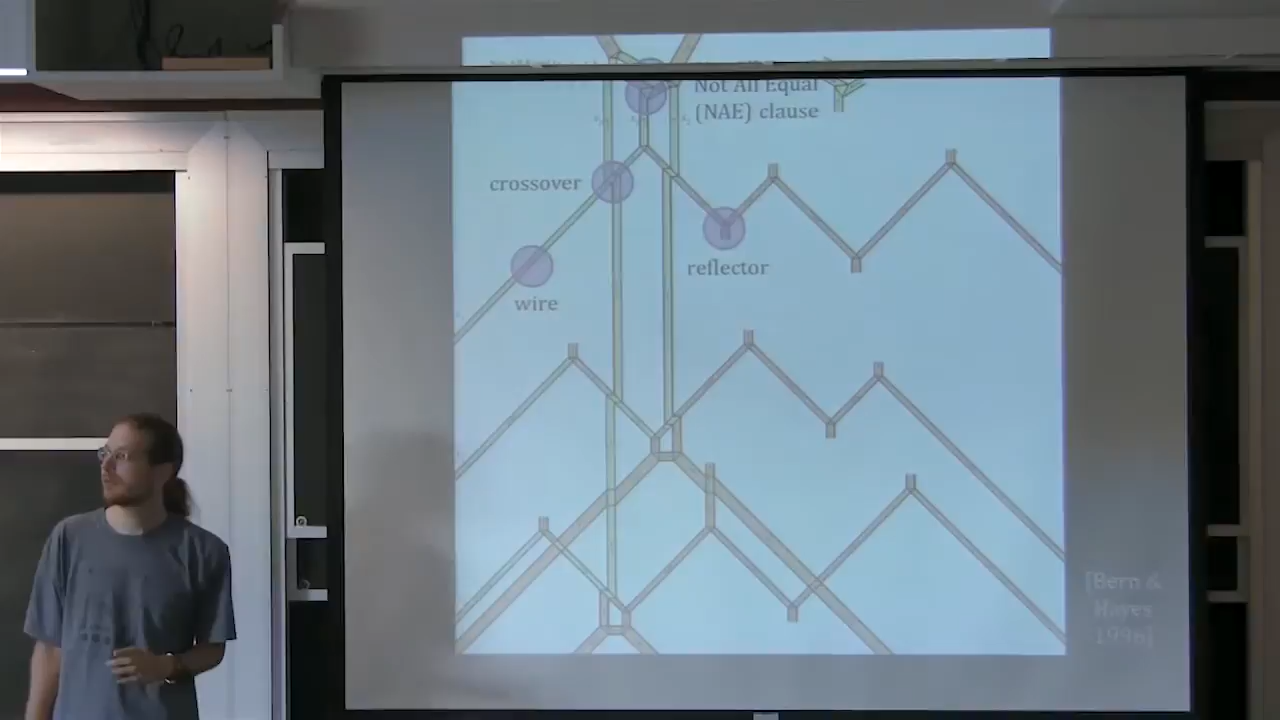 Not All Equal
(NAE) clause
crossover
reflector
wire
[Bern &
Hayes
1996]